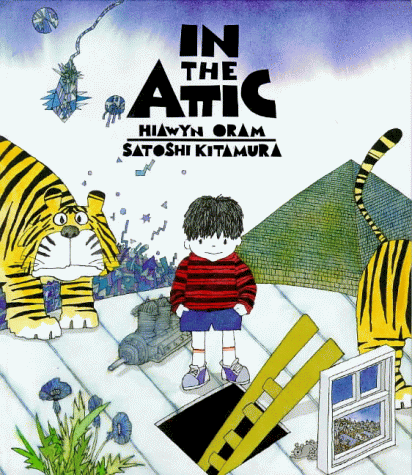 IN
THE
ATTIC
HIAWYN ORAM
SATOSHI KITAMURA